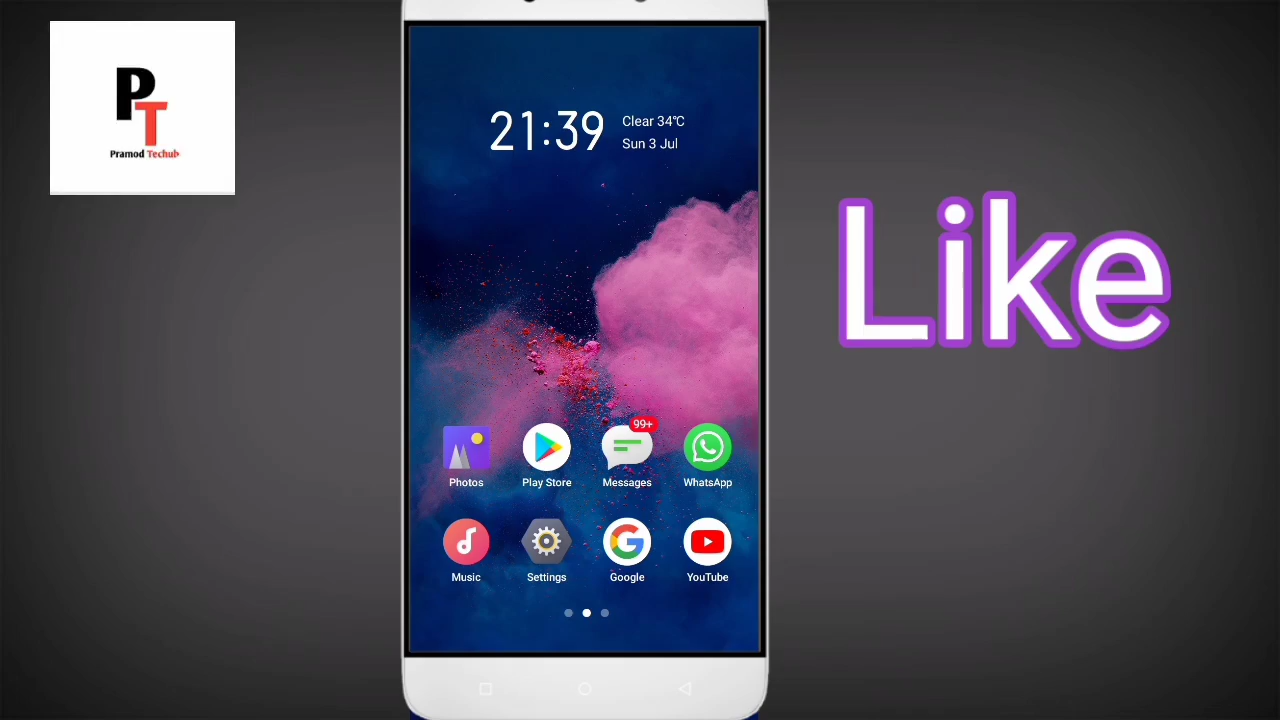 PT
Pramod Techub
21:39
Clear 34℃
Sun 3 Jul
Like
99+
Photos
Play Store
Messages
WhatsApp
Music
Settings
Google
YouTube